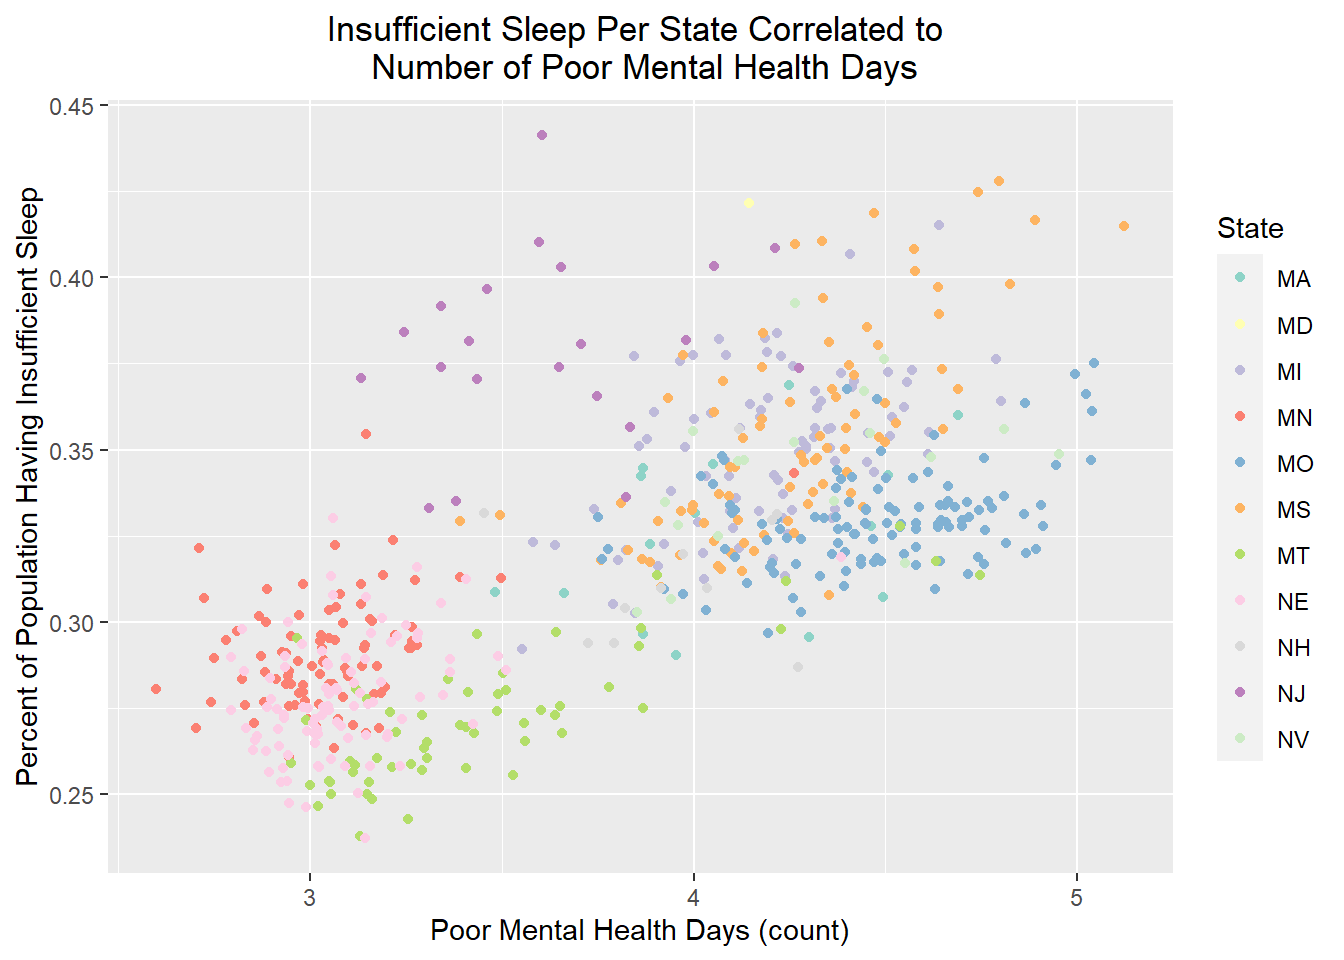 Insufficient Sleep Per State Correlated to
Number of Poor Mental Health Days
Percent of Population Having Insufficient Sleep
0.45
0.40
0.35
0.30
0.25
3
4
5
Poor Mental Health Days (count)
State
MA
MD
MI
MN
MO
MS
MT
NE
NH
NJ
NV